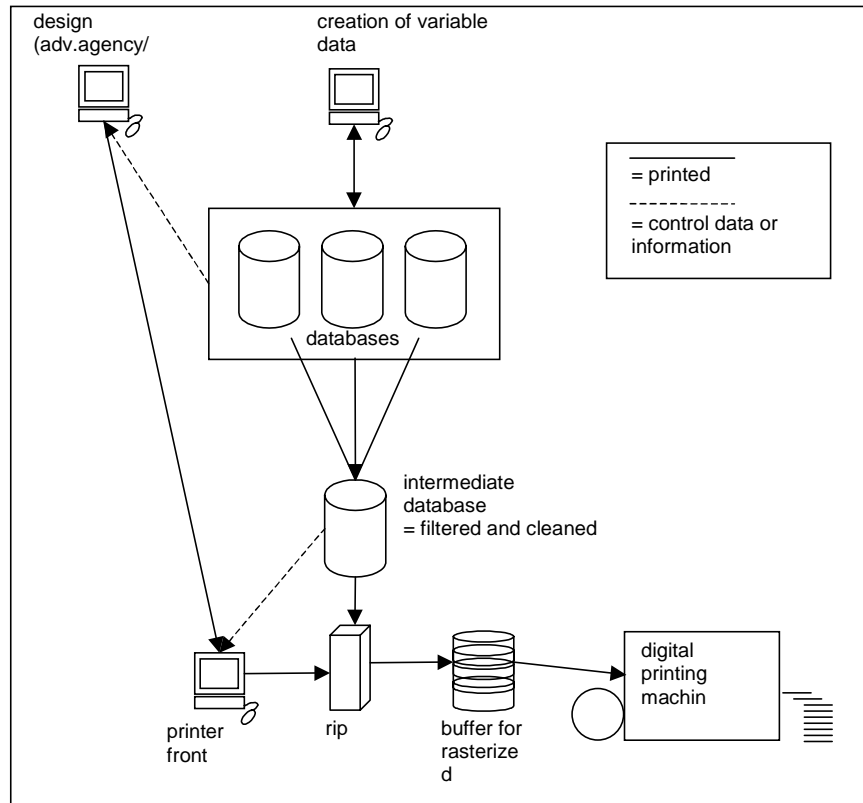 design
(adv.agency/
creation of variable
data
= printed
= control data or
information
databases
intermediate
database
= filtered and cleaned
digital
printing
machin
printer
front
rip
buffer for
rasterize
d